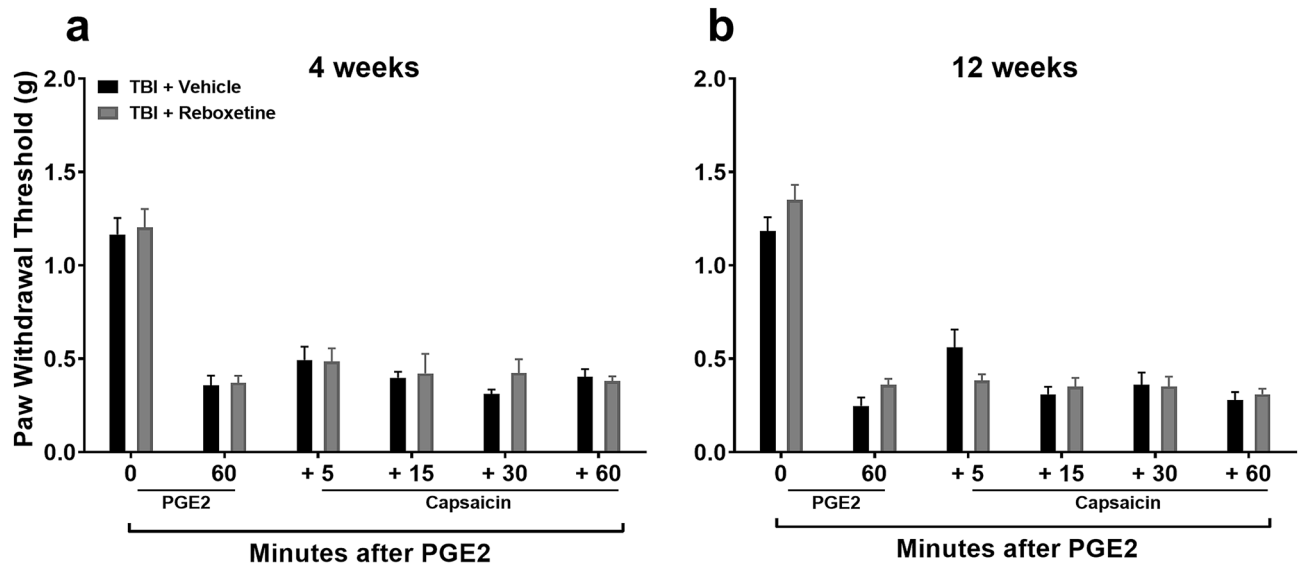 a
4 weeks
Paw Withdrawal Threshold (g)
2.0
1.5
1.0
0.5
0.0
TBI + Vehicle
TBI + Reboxetine
0 60 + 5 + 15 + 30 + 60
PGE2 Capsaicin
Minutes after PGE2
b
12 weeks
2.0
1.5
1.0
0.5
0.0
0 60 + 5 + 15 + 30 + 60
PGE2 Capsaicin
Minutes after PGE2